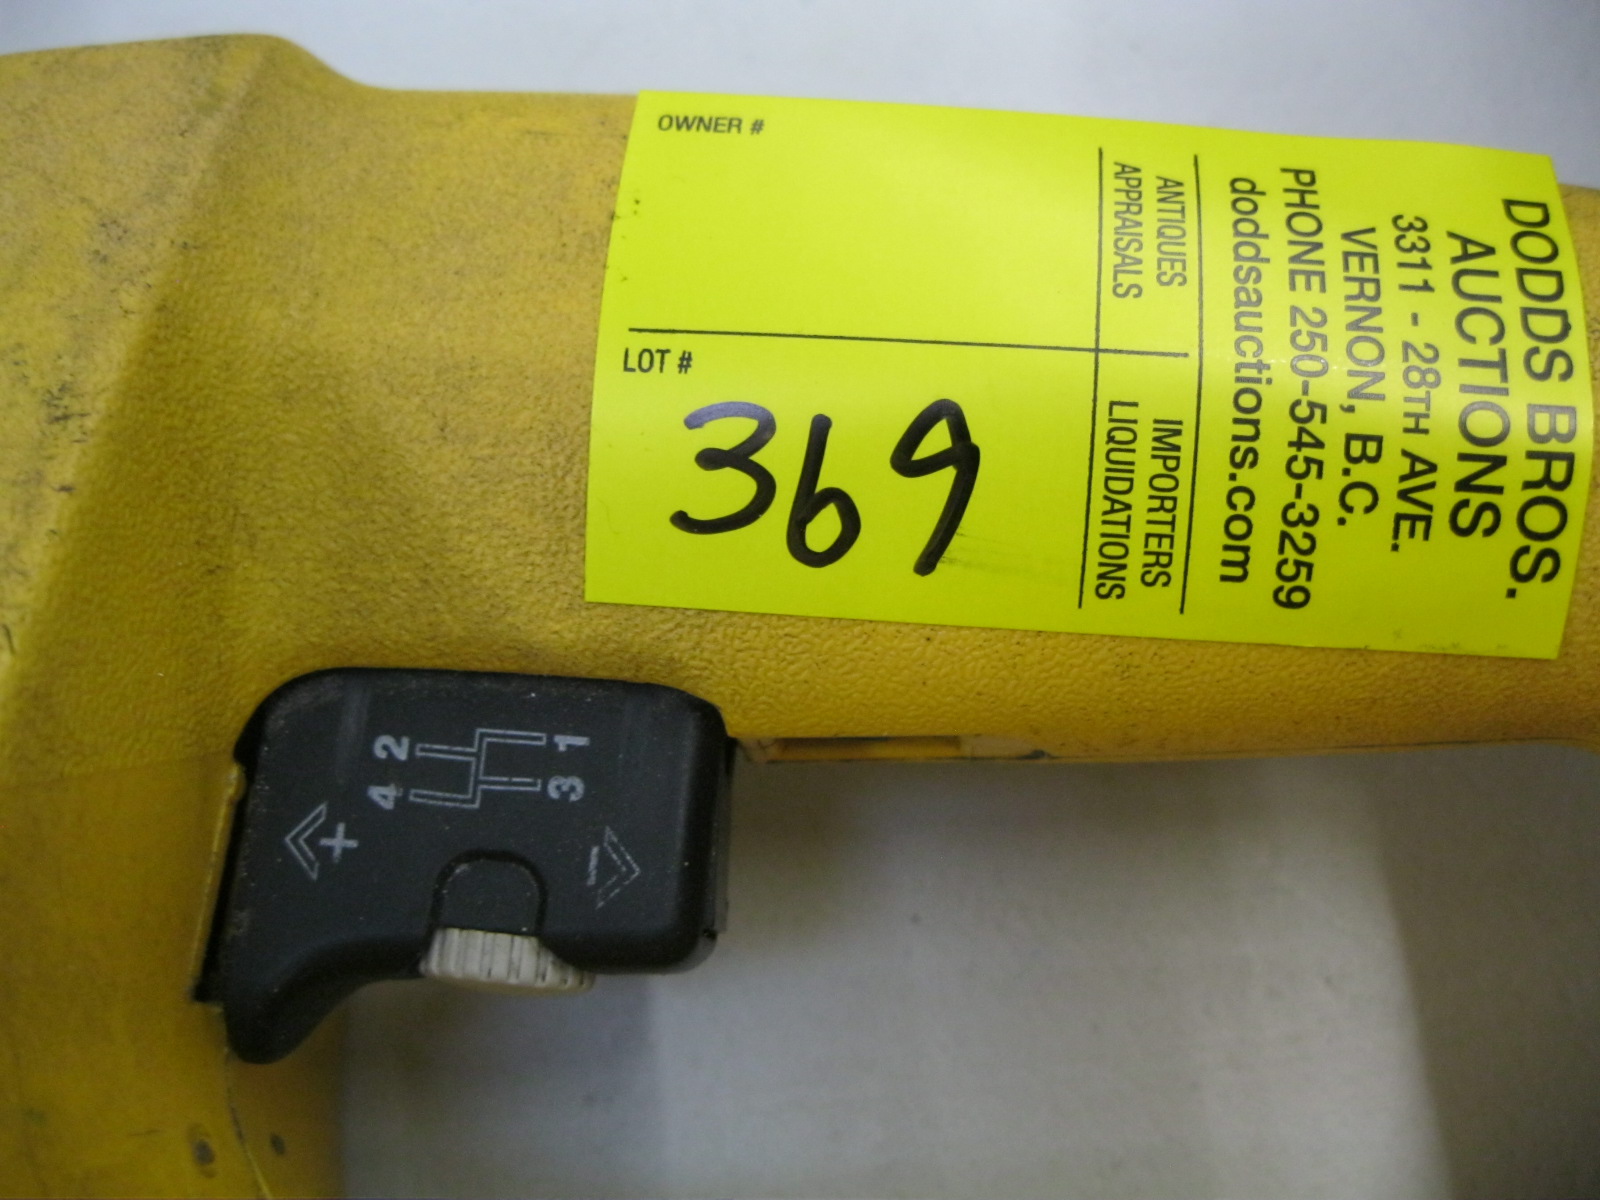 OWNER #
LOT #
369
ANTIQUES
APPRAISALS
IMPORTERS
LIQUIDATIONS
DODDS BROS.
AUCTIONS
3311 - 28TH AVE.
VERNON, B.C.
PHONE 250-545-3259
doddsauctions.com
2 1
4 3
+
-